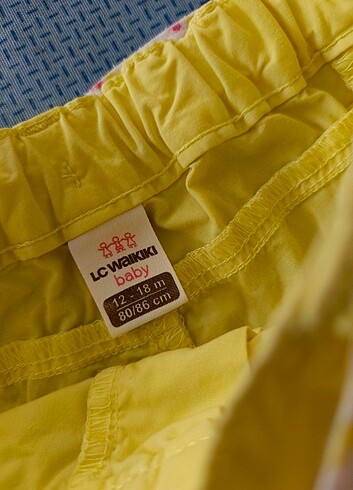 LC WAIKIKI
baby
12 - 18 m
80/86 cm